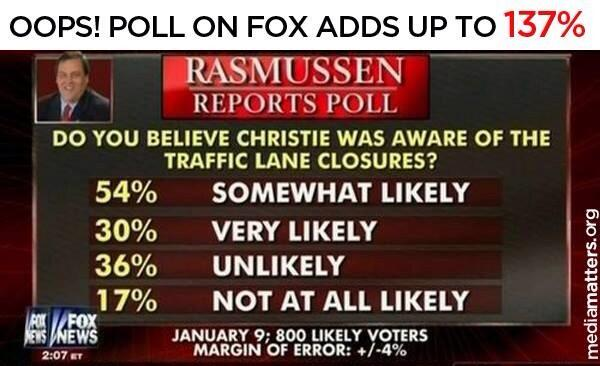 OOPS! POLL ON FOX ADDS UP TO 137%
RASMUSSEN
REPORTS POLL
DO YOU BELIEVE CHRISTIE WAS AWARE OF THE
TRAFFIC LANE CLOSURES?
54% SOMEWHAT LIKELY
30% VERY LIKELY
36% UNLIKELY
17% NOT AT ALL LIKELY
FOX NEWS
FOX NEWS
2:07 ET
JANUARY 9; 800 LIKELY VOTERS
MARGIN OF ERROR: +/-4%
mediamatters.org